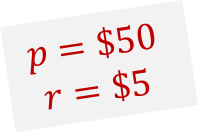 p = $50
r = $5